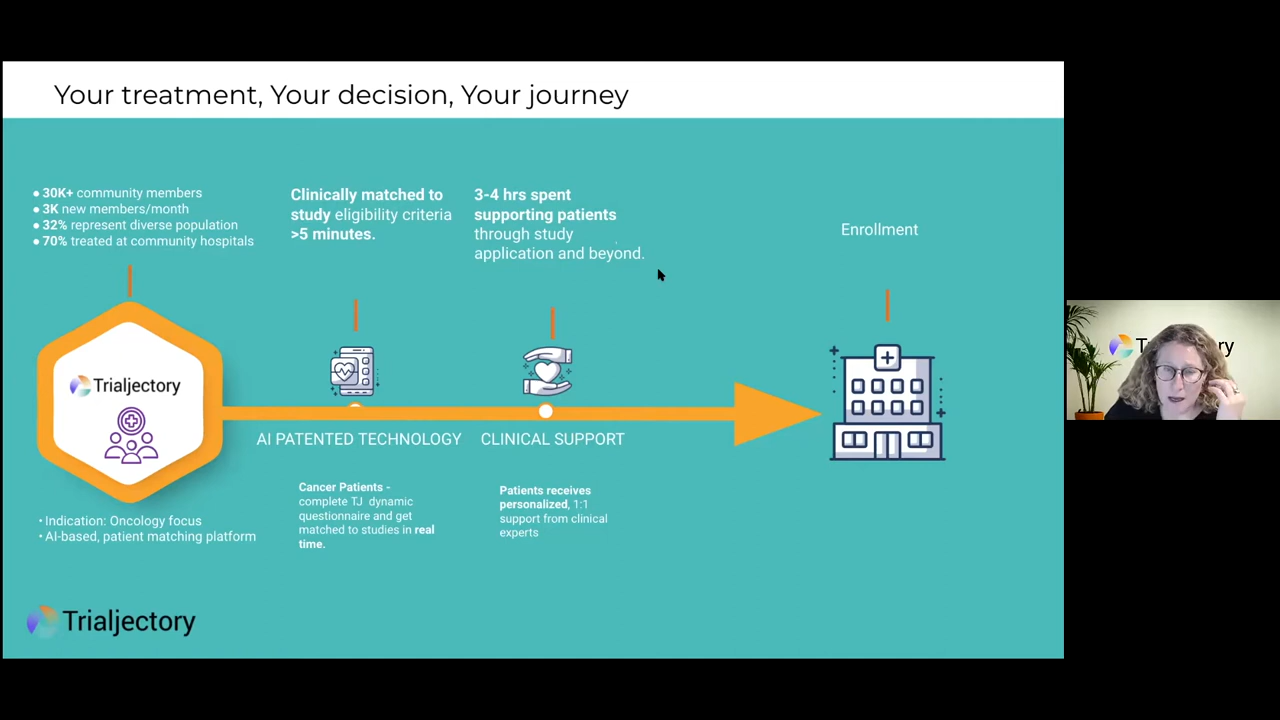 Your treatment, Your decision, Your journey
● 30K+ community members
● 3K new members/month
● 32% represent diverse population
● 70% treated at community hospitals
Clinically matched to
study eligibility criteria
>5 minutes.
3-4 hrs spent
supporting patients
through study
application and beyond.
Enrollment
Trialjectory
AI PATENTED TECHNOLOGY
CLINICAL SUPPORT
Cancer Patients -
complete TJ dynamic
questionnaire and get
matched to studies in real
time.
Patients receives
personalized, 1:1
support from clinical
experts
• Indication: Oncology focus
• AI-based, patient matching platform
Trialjectory